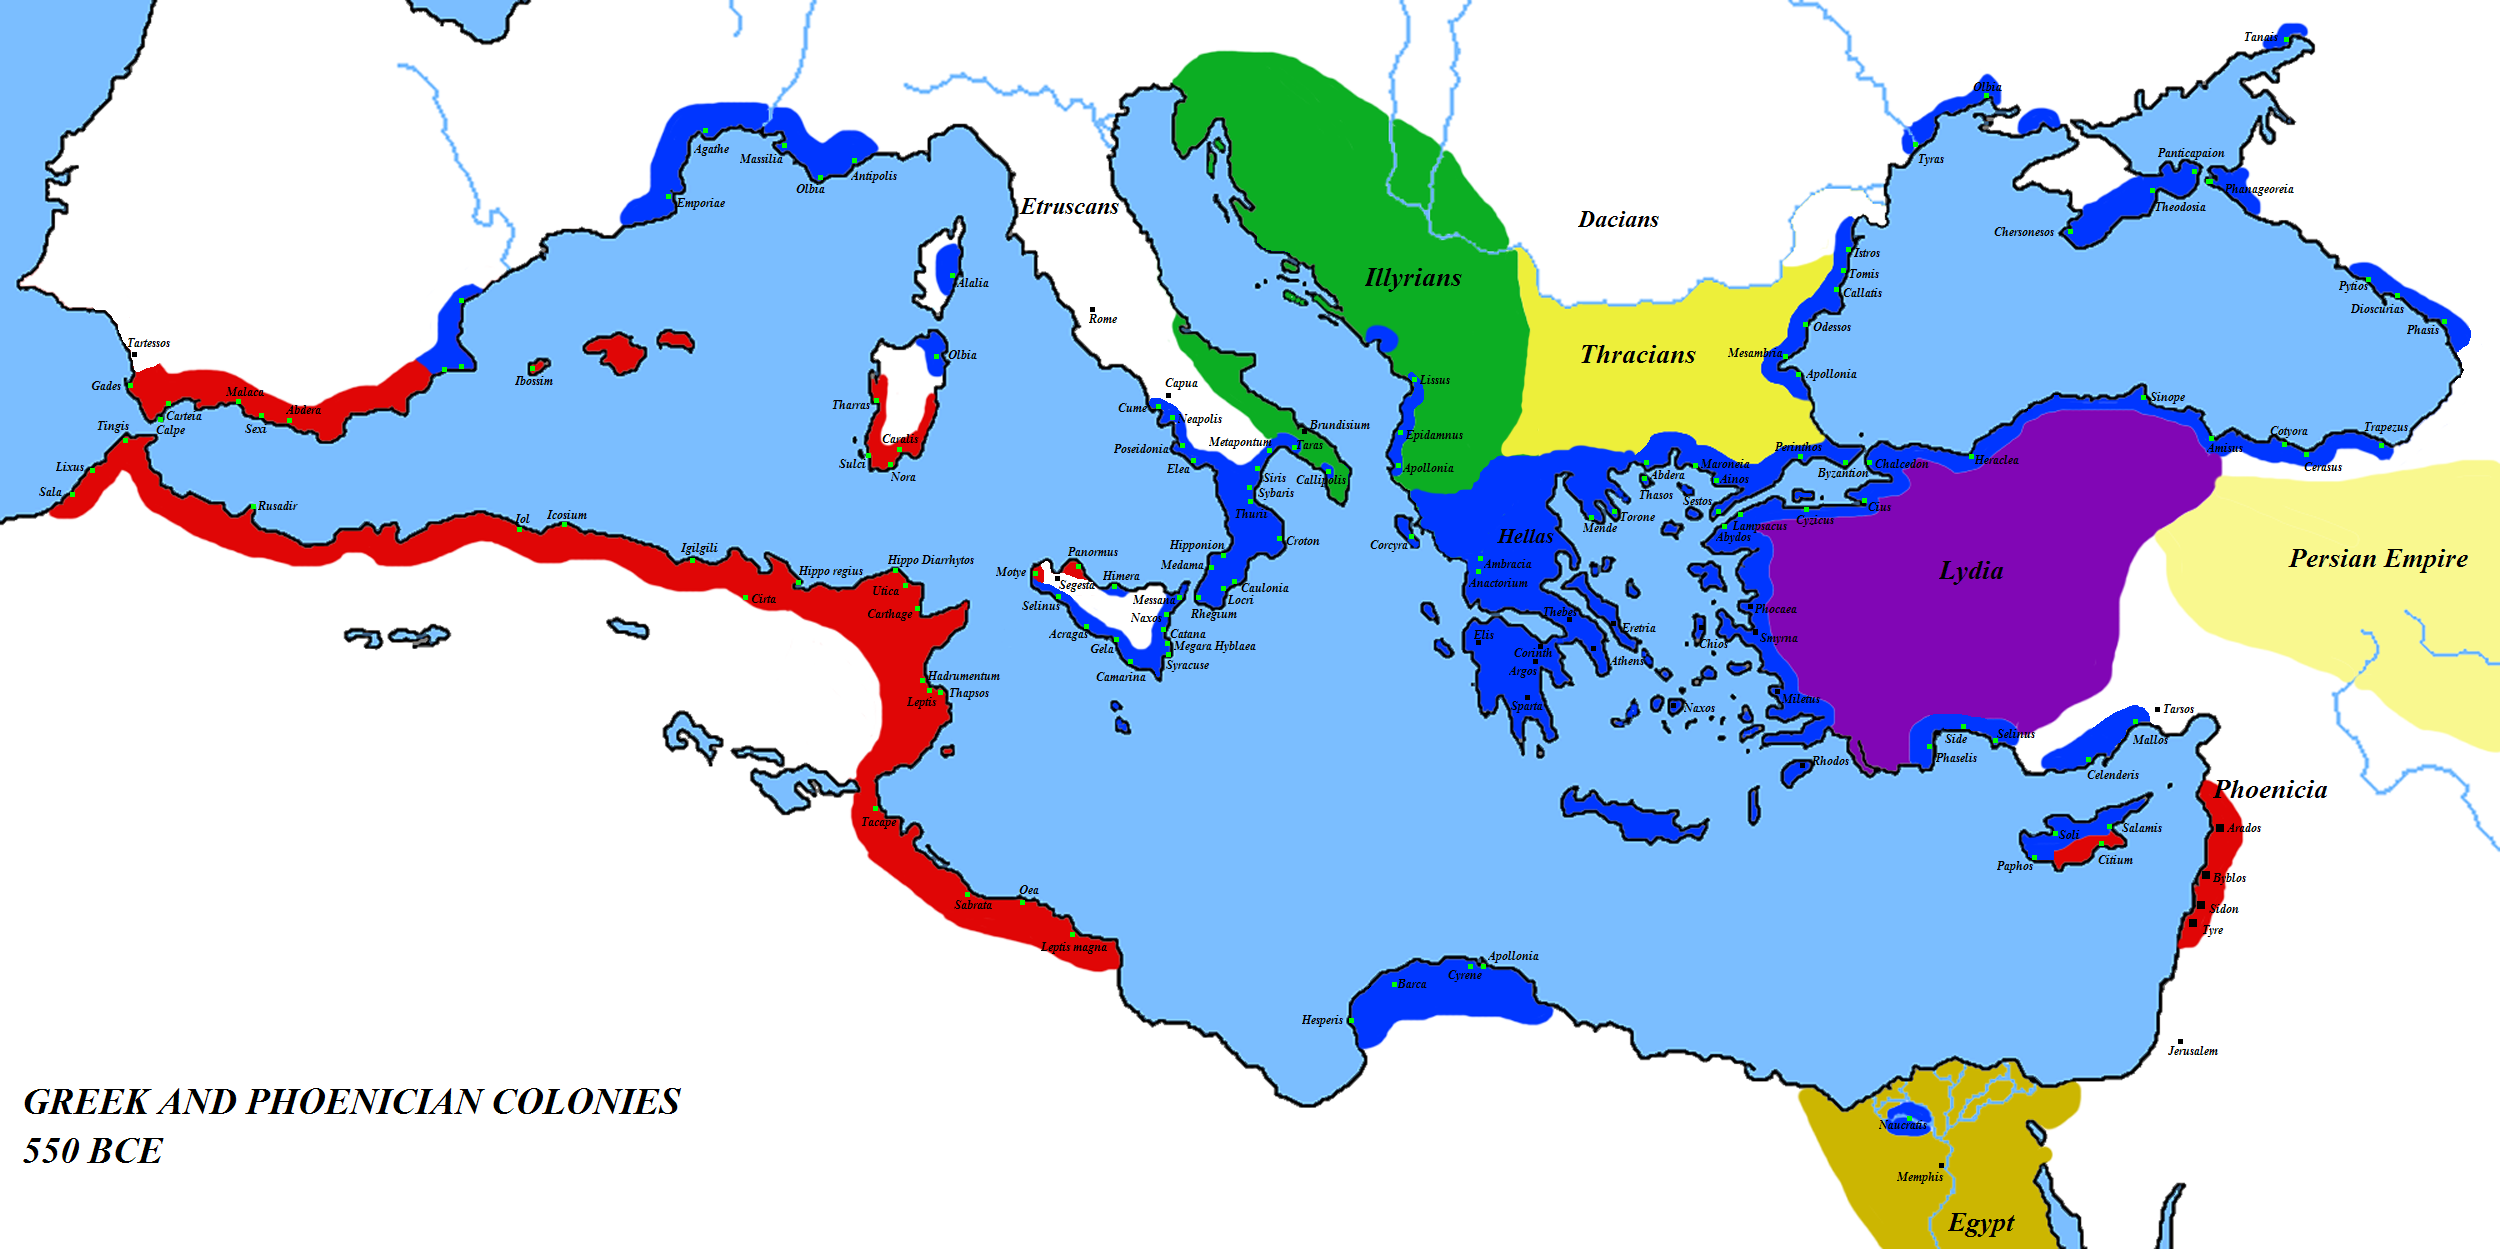 Tanais
Olbia
Tyras
Panticapaion
Phanageoreia
Theodosia
Chersonesos
Agathe
Massilia
Olbia
Antipolis
Emporiae
Etruscans
Dacians
Illyrians
Istros
Tomis
Callatis
Odessos
Mesambria
Apollonia
Pytios
Dioscurias
Phasis
Alalia
Rome
Olbia
Tartessos
Gades
Malaca
Abdera
Carteia
Calpe
Sexi
Tingis
Lixus
Sala
Rusadir
Ibossim
Tharras
Caralis
Sulci
Nora
Capua
Cume
Neapolis
Poseidonia
Elea
Metapontum
Brundisium
Taras
Callipolis
Siris
Sybaris
Thurii
Croton
Hipponion
Medama
Caulonia
Locri
Rhegium
Lissus
Epidamnus
Apollonia
Thracians
Sinope
Cotyora
Trapezus
Amisus
Cerasus
Perinthos
Byzantion
Chalcedon
Heraclea
Maroneia
Abdera
Ainos
Thasos
Sestos
Lampsacus
Cyzicus
Cius
Abydos
Torone
Mende
Corcyra
Hellas
Ambracia
Anactorium
Lydia
Persian Empire
Iol
Icosium
Igilgili
Hippo regius
Hippo Diarrhytos
Utica
Cirta
Carthage
Motye
Panormus
Segesta
Himera
Selinus
Messana
Naxos
Acragas
Catana
Gela
Megara Hyblaea
Syracuse
Camarina
Thebes
Eretria
Elis
Corinth
Argos
Athens
Sparta
Phocaea
Smyrna
Chios
Miletus
Naxos
Rhodos
Hadrumentum
Leptis
Thapsos
Tacape
Sabrata
Oea
Leptis magna
Side
Selinus
Phaselis
Tarsos
Mallos
Celenderis
Phoenicia
Soli
Salamis
Paphos
Citium
Arados
Byblos
Sidon
Tyre
Apollonia
Cyrene
Barca
Hesperis
Jerusalem
Naucratis
Memphis
Egypt
GREEK AND PHOENICIAN COLONIES
550 BCE